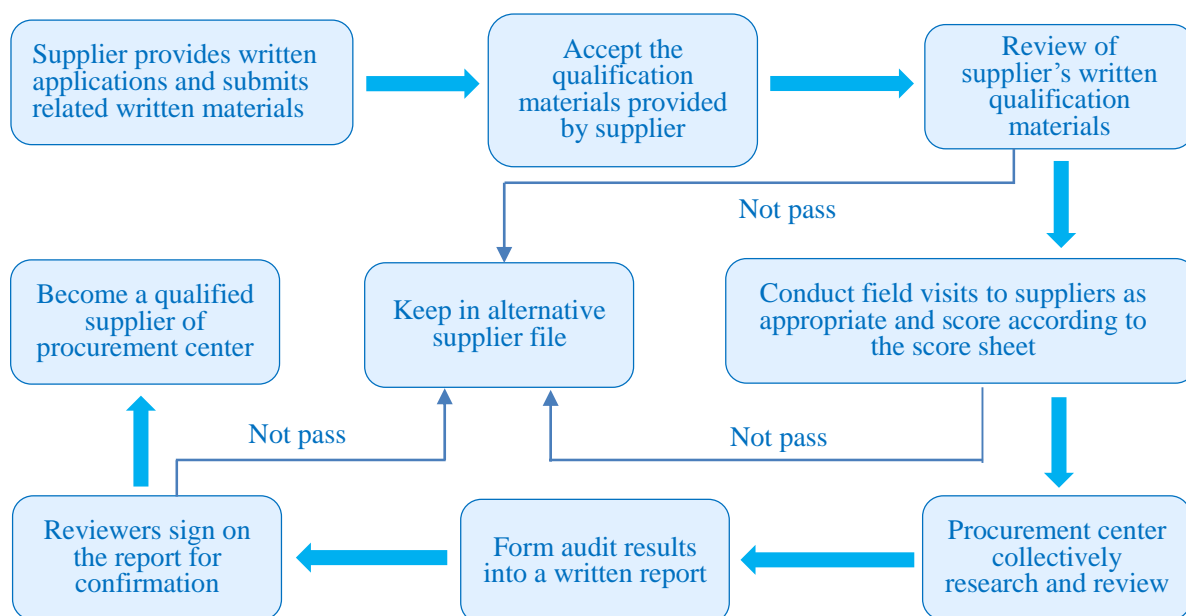 Supplier provides written
applications and submits
related written materials
Accept the
qualification
materials provided
by supplier
Review of
supplier’s written
qualification
materials
Not pass
Become a qualified
supplier of
procurement center
Keep in alternative
supplier file
Conduct field visits to suppliers as
appropriate and score according to
the score sheet
Not pass
Not pass
Reviewers sign on
the report for
confirmation
Form audit results
into a written report
Procurement center
collectively
research and review